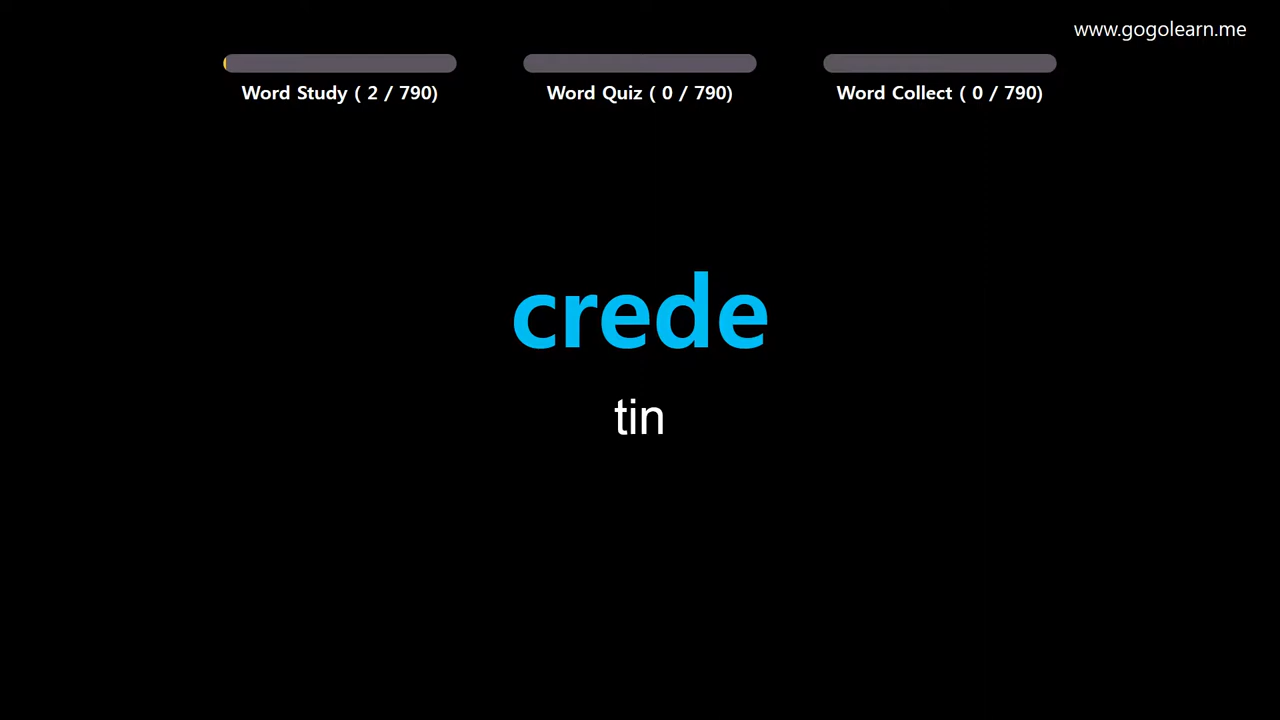 www.gogolearn.me
Word Study ( 2 / 790)
Word Quiz ( 0 / 790)
Word Collect ( 0 / 790)
crede
tin